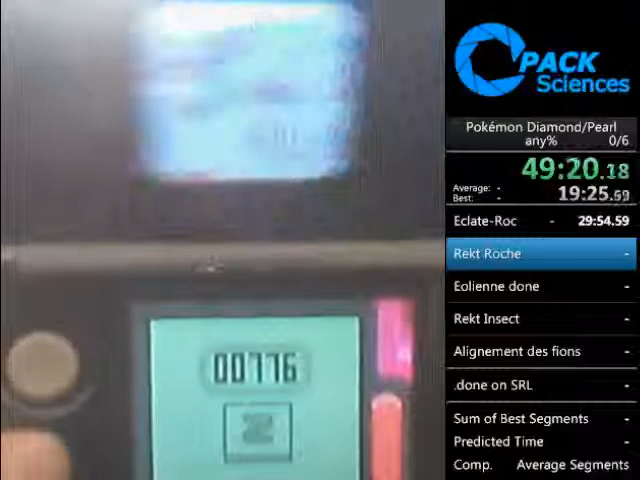 PACK
Sciences
Pokémon Diamond/Pearl
any% 0/6
49:20.18
Average: -
Best: -
19:25.59
Eclate-Roc - 29:54.59
Rekt Roche -
Eolienne done -
Rekt Insect -
Alignement des fions -
.done on SRL -
Sum of Best Segments -
Predicted Time -
Comp. Average Segments
00776